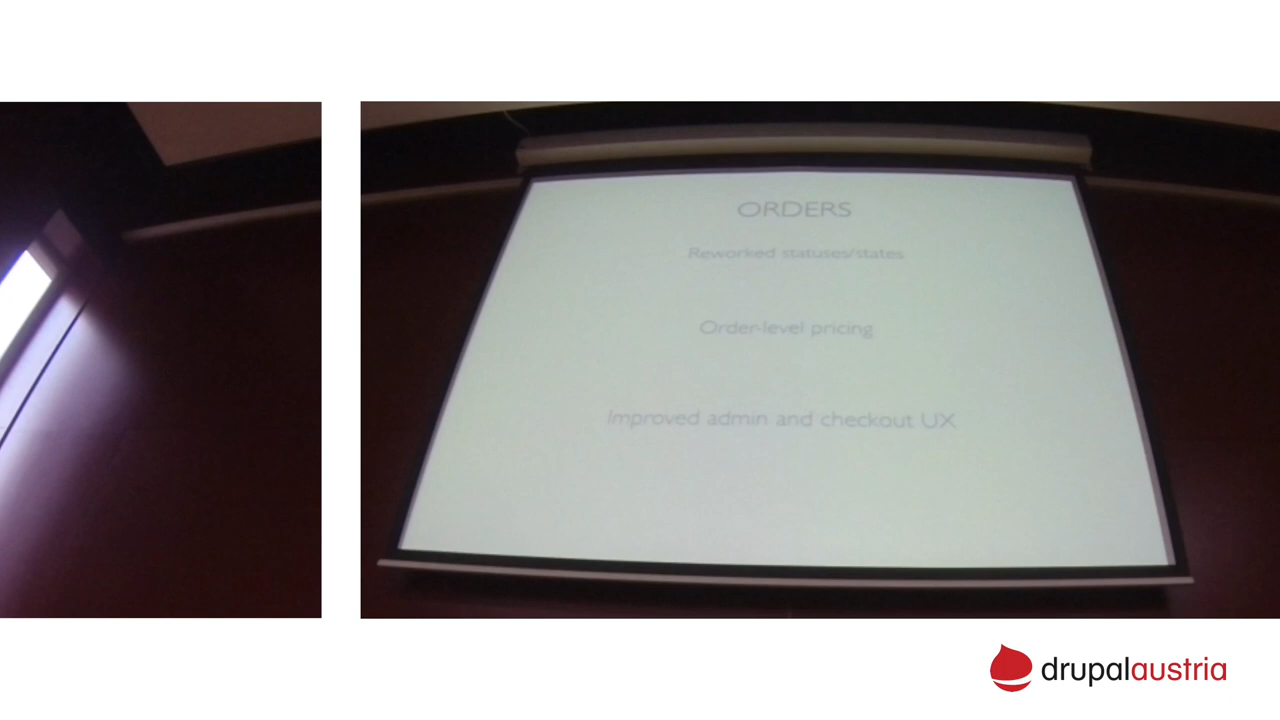 ORDERS
Reworked statuses/states
Order-level pricing
Improved admin and checkout UX
drupalaustria